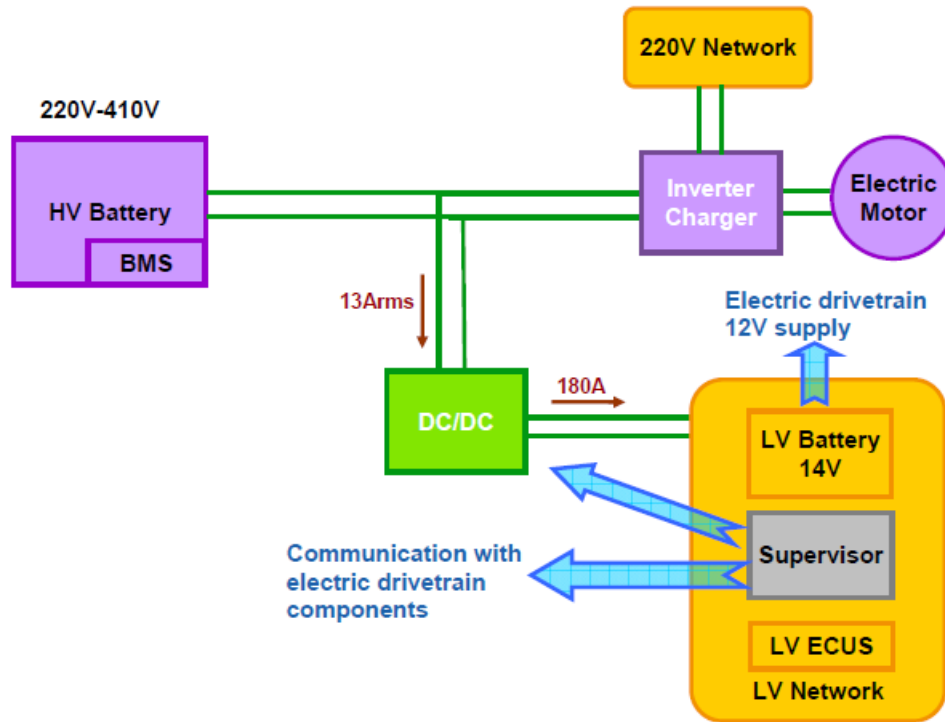 220V Network
220V-410V
HV Battery
BMS
Inverter
Charger
Electric
Motor
13Arms
Electric drivetrain
12V supply
180A
DC/DC
LV Battery
14V
Communication with
electric drivetrain
components
Supervisor
LV ECUS
LV Network